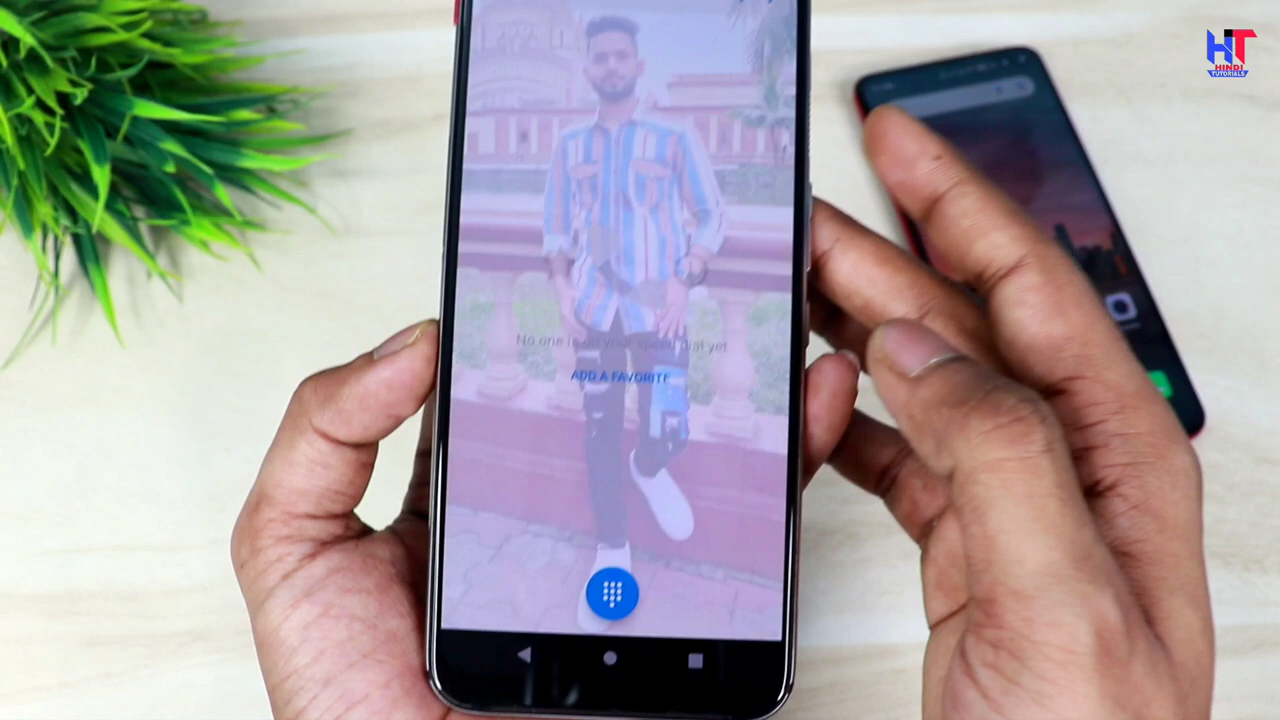 No one is on your speed dial yet
ADD A FAVORITE
HT
HINDI
TUTORIALS